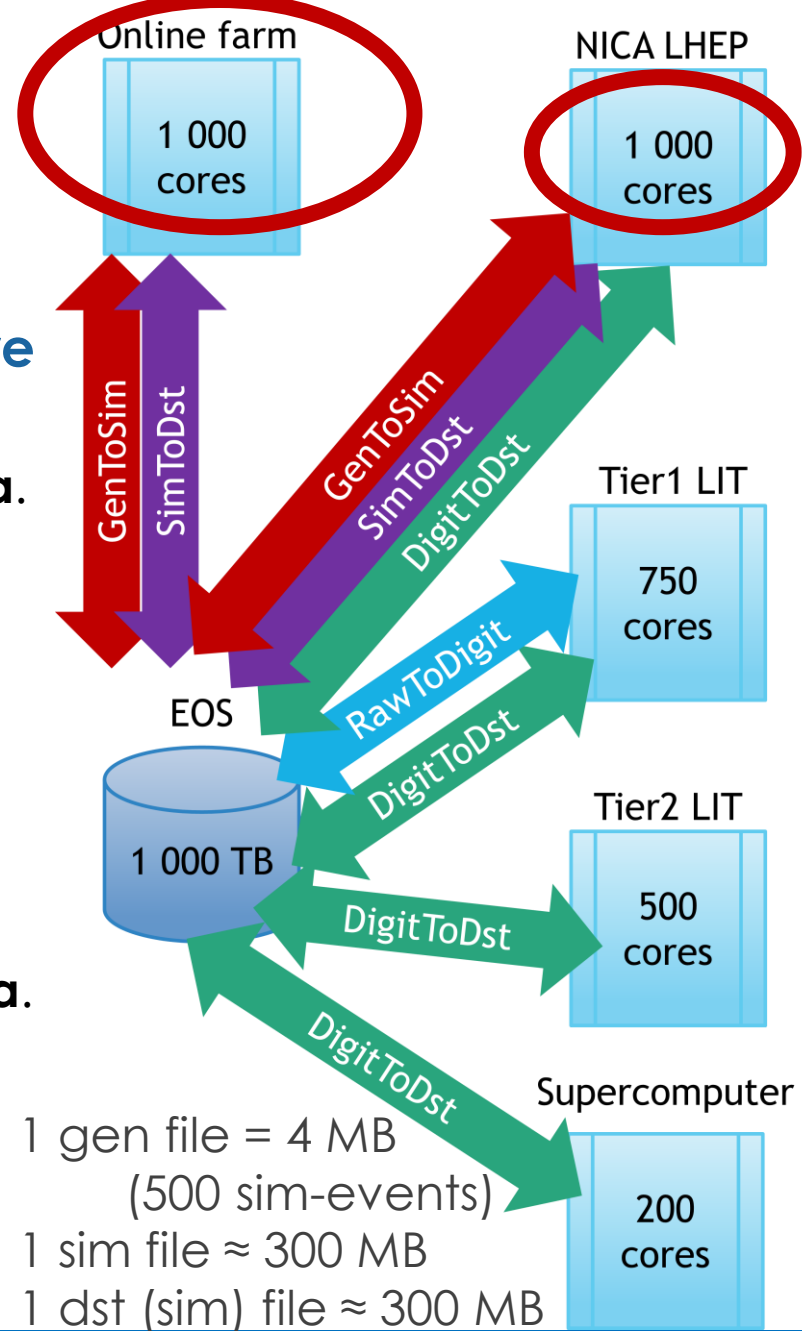 Online farm
1 000
cores
NICA LHEP
1 000
cores
GenToSim
SimToDst
GenToSim
SimToDst
DigitToDst
Tier1 LIT
750
cores
RawToDigit
DigitToDst
EOS
1 000 TB
Tier2 LIT
500
cores
DigitToDst
DigitToDst
Supercomputer
200
cores
1 gen file = 4 MB
(500 sim-events)
1 sim file ≈ 300 MB
1 dst (sim) file ≈ 300 MB